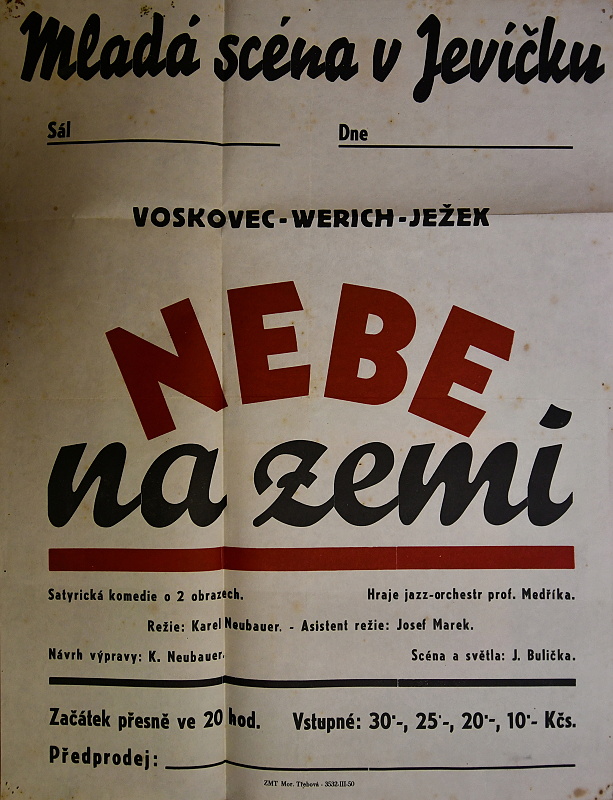 Mladá scéna v Jevíčku
Sál Dne
VOSKOVEC-WERICH-JEŽEK
NEBE
na zemi
Satyrická komedie o 2 obrazech. Hraje jazz-orchestr prof. Medříka.
Režie: Karel Neubauer. - Asistent režie: Josef Marek.
Návrh výpravy: K. Neubauer. Scéna a světla: J. Bulička.
Začátek přesně ve 20 hod. Vstupné: 30·-, 25·-, 20·-, 10·- Kčs.
Předprodej:
ZMT Mor. Třebová - 3532-III-50